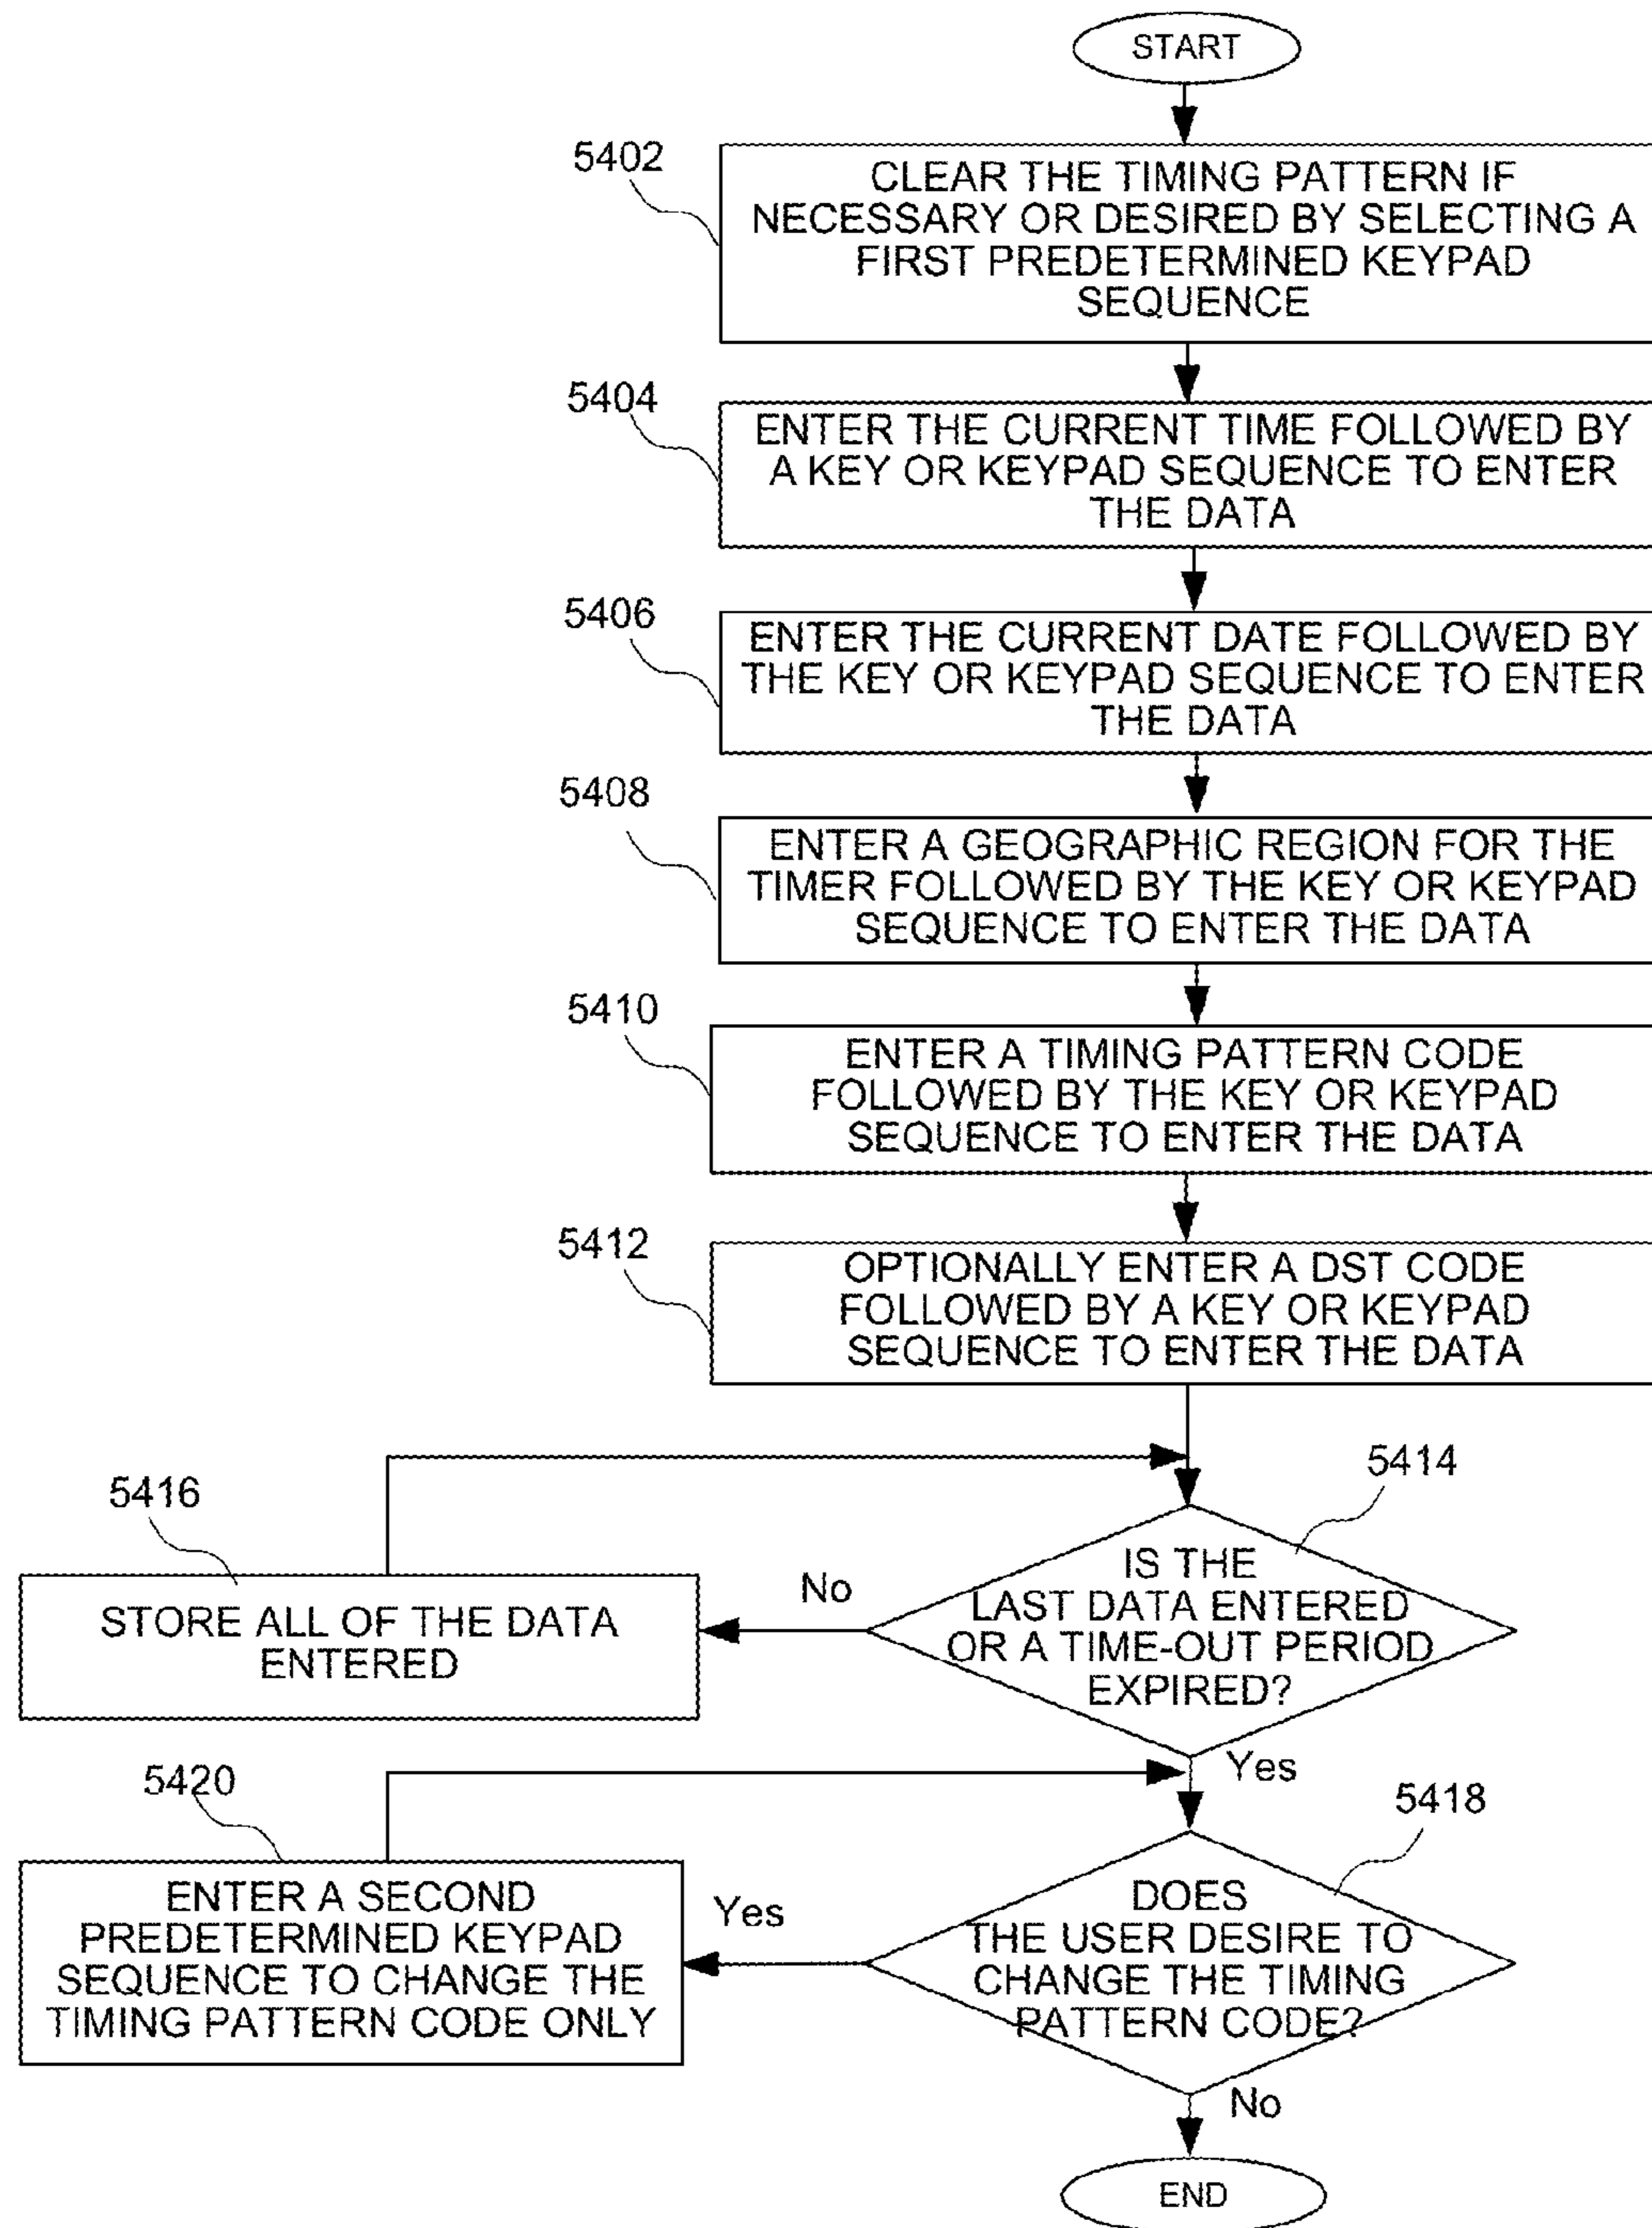 START
5402
CLEAR THE TIMING PATTERN IF
NECESSARY OR DESIRED BY SELECTING A
FIRST PREDETERMINED KEYPAD
SEQUENCE
5404
ENTER THE CURRENT TIME FOLLOWED BY
A KEY OR KEYPAD SEQUENCE TO ENTER
THE DATA
5406
ENTER THE CURRENT DATE FOLLOWED BY
THE KEY OR KEYPAD SEQUENCE TO ENTER
THE DATA
5408
ENTER A GEOGRAPHIC REGION FOR THE
TIMER FOLLOWED BY THE KEY OR KEYPAD
SEQUENCE TO ENTER THE DATA
5410
ENTER A TIMING PATTERN CODE
FOLLOWED BY THE KEY OR KEYPAD
SEQUENCE TO ENTER THE DATA
5412
OPTIONALLY ENTER A DST CODE
FOLLOWED BY A KEY OR KEYPAD
SEQUENCE TO ENTER THE DATA
5414
IS THE
LAST DATA ENTERED
OR A TIME-OUT PERIOD
EXPIRED?
No
5416
STORE ALL OF THE DATA
ENTERED
Yes
5418
DOES
THE USER DESIRE TO
CHANGE THE TIMING
PATTERN CODE?
Yes
5420
ENTER A SECOND
PREDETERMINED KEYPAD
SEQUENCE TO CHANGE THE
TIMING PATTERN CODE ONLY
No
END